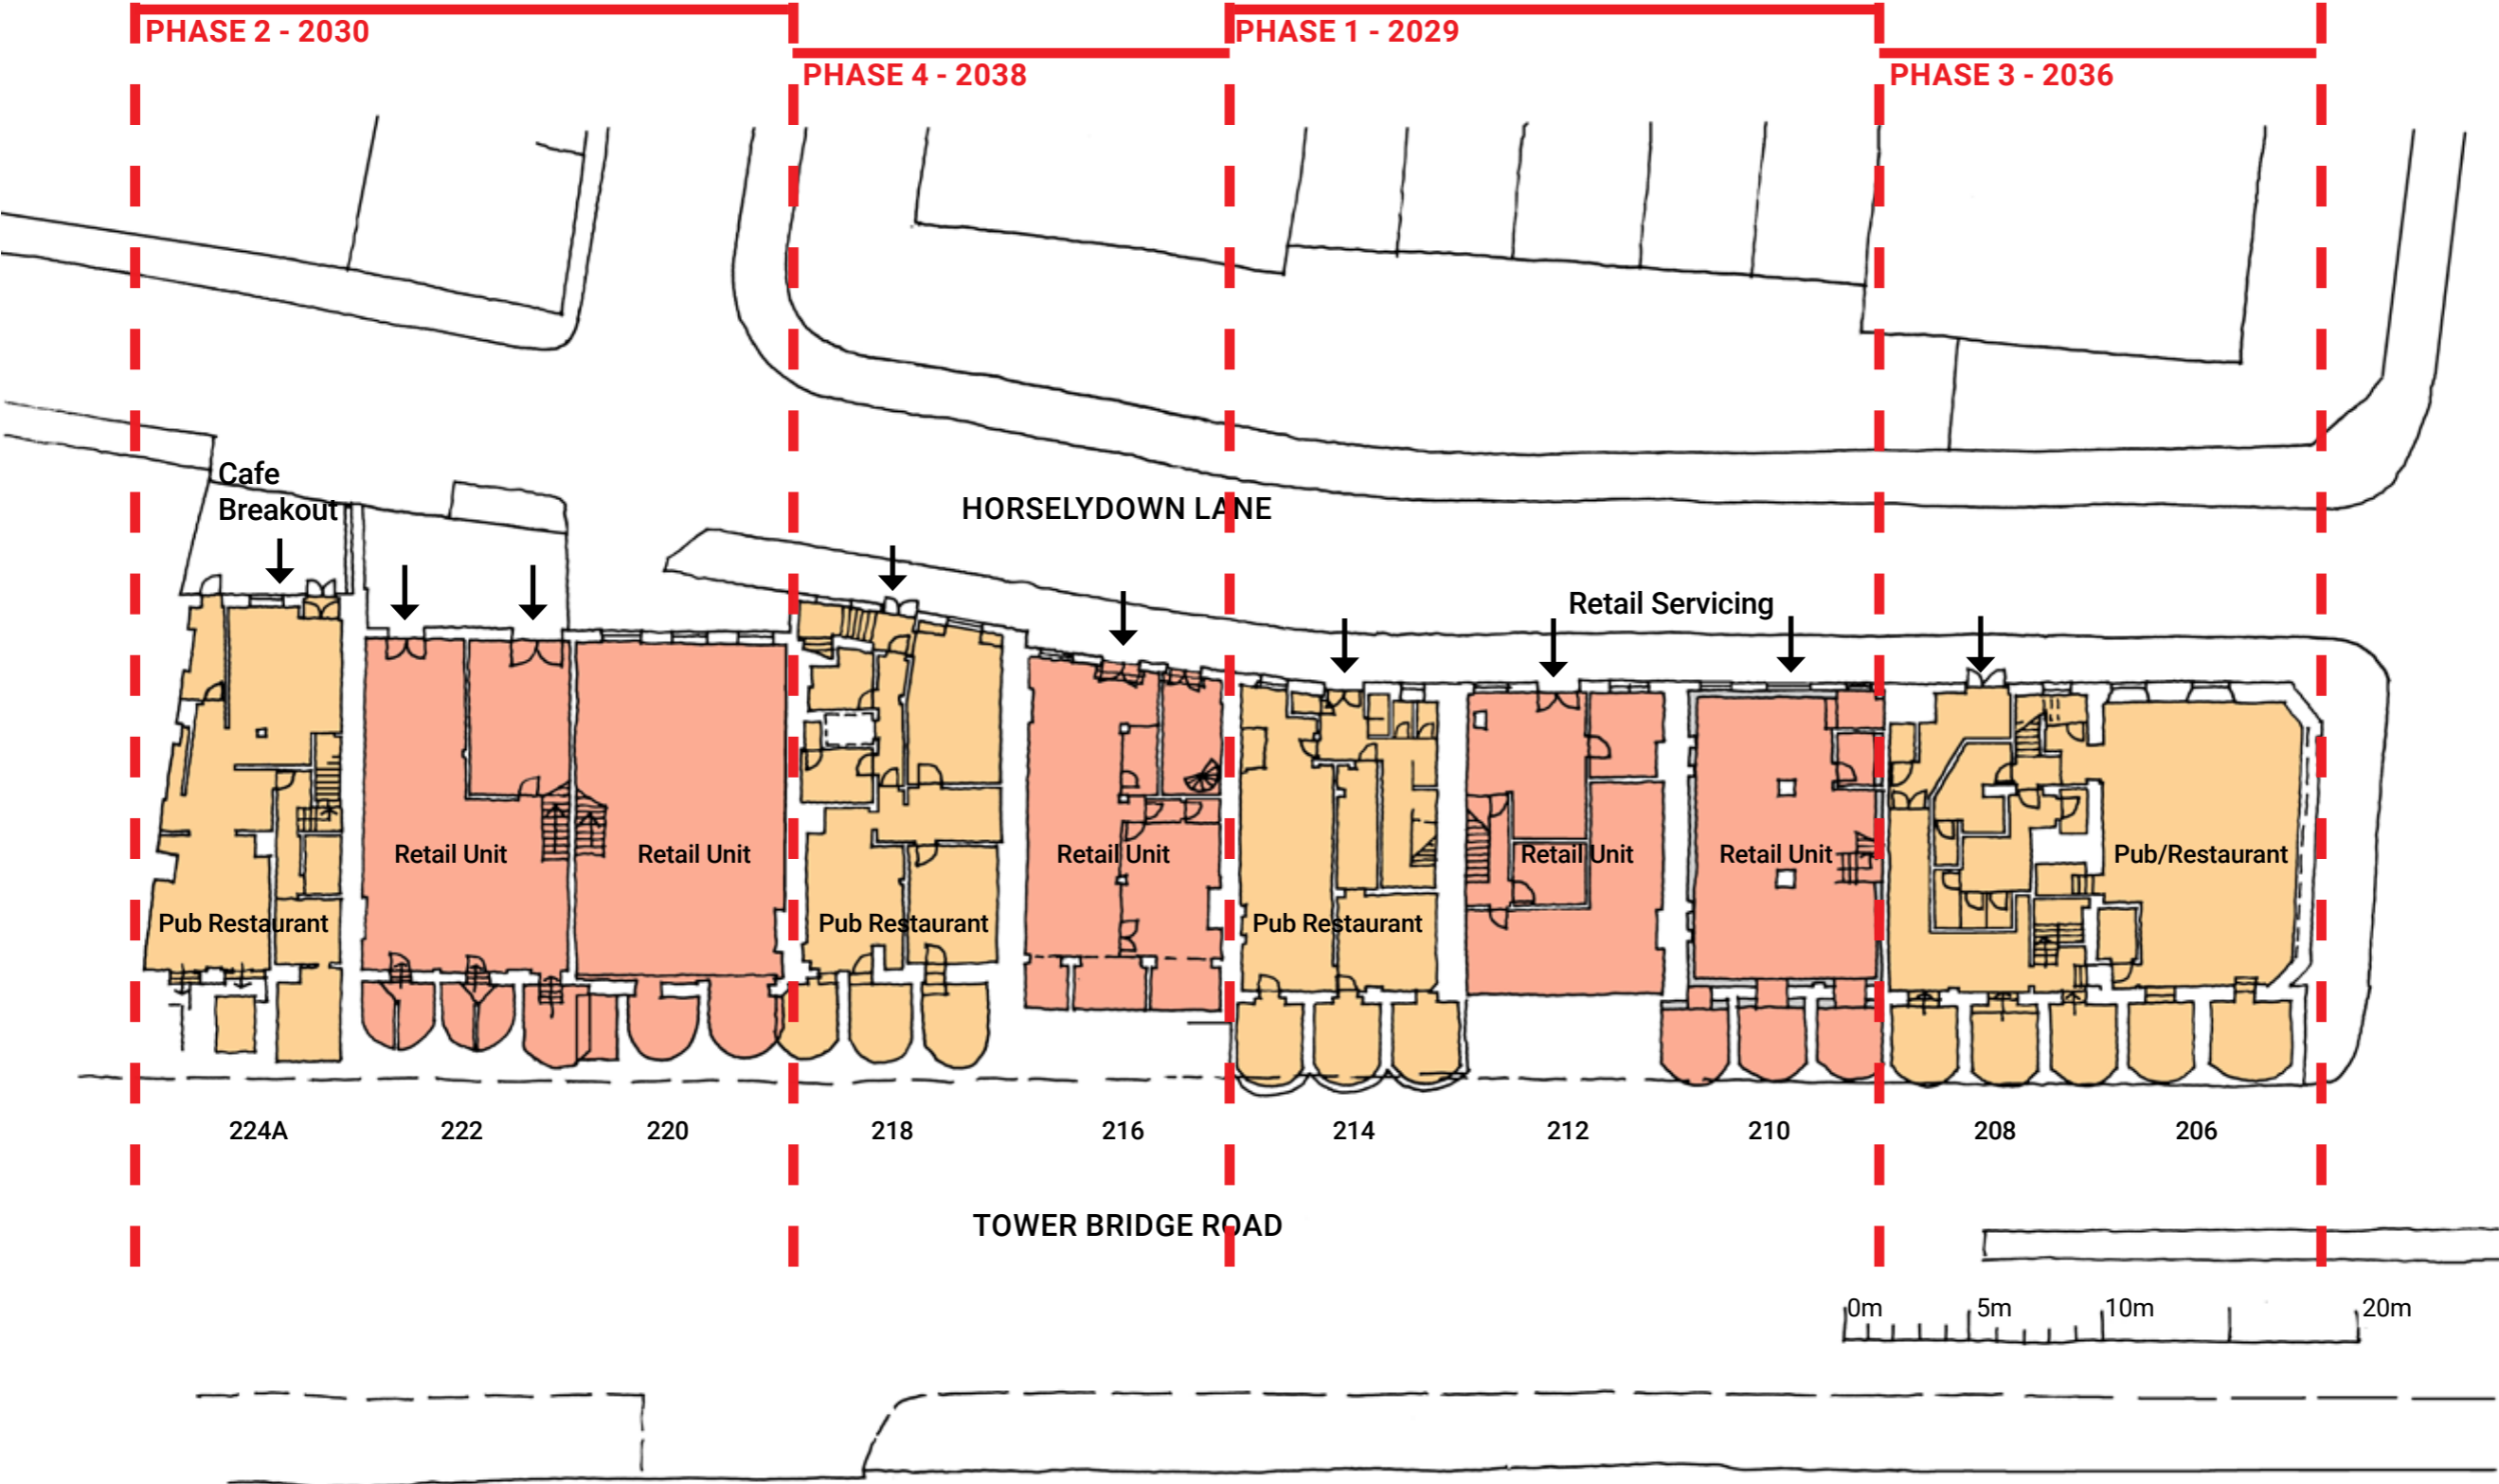 PHASE 2 - 2030
PHASE 1 - 2029
PHASE 4 - 2038
PHASE 3 - 2036
Cafe
Breakout
HORSELYDOWN LANE
Retail Servicing
Retail Unit
Retail Unit
Retail Unit
Retail Unit
Retail Unit
Pub/Restaurant
Pub Restaurant
Pub Restaurant
Pub Restaurant
224A
222
220
218
216
214
212
210
208
206
TOWER BRIDGE ROAD
0m
5m
10m
20m